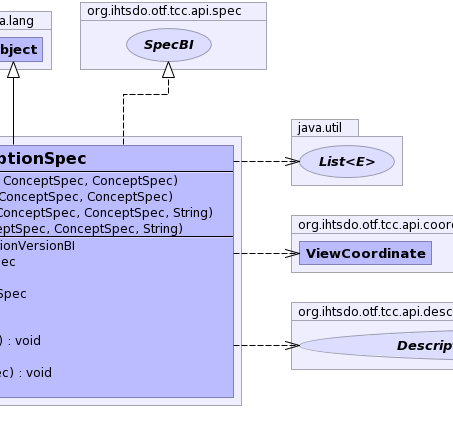 a.lang
bject
org.ihtsdo.otf.tcc.api.spec
SpecBI
ptionSpec
ConceptSpec, ConceptSpec)
ConceptSpec, ConceptSpec)
ConceptSpec, ConceptSpec, String)
eptSpec, ConceptSpec, String)
ionVersionBI
ec
Spec
) : void
ec) : void
java.util
List<E>
org.ihtsdo.otf.tcc.api.coor
ViewCoordinate
org.ihtsdo.otf.tcc.api.desc
Descript